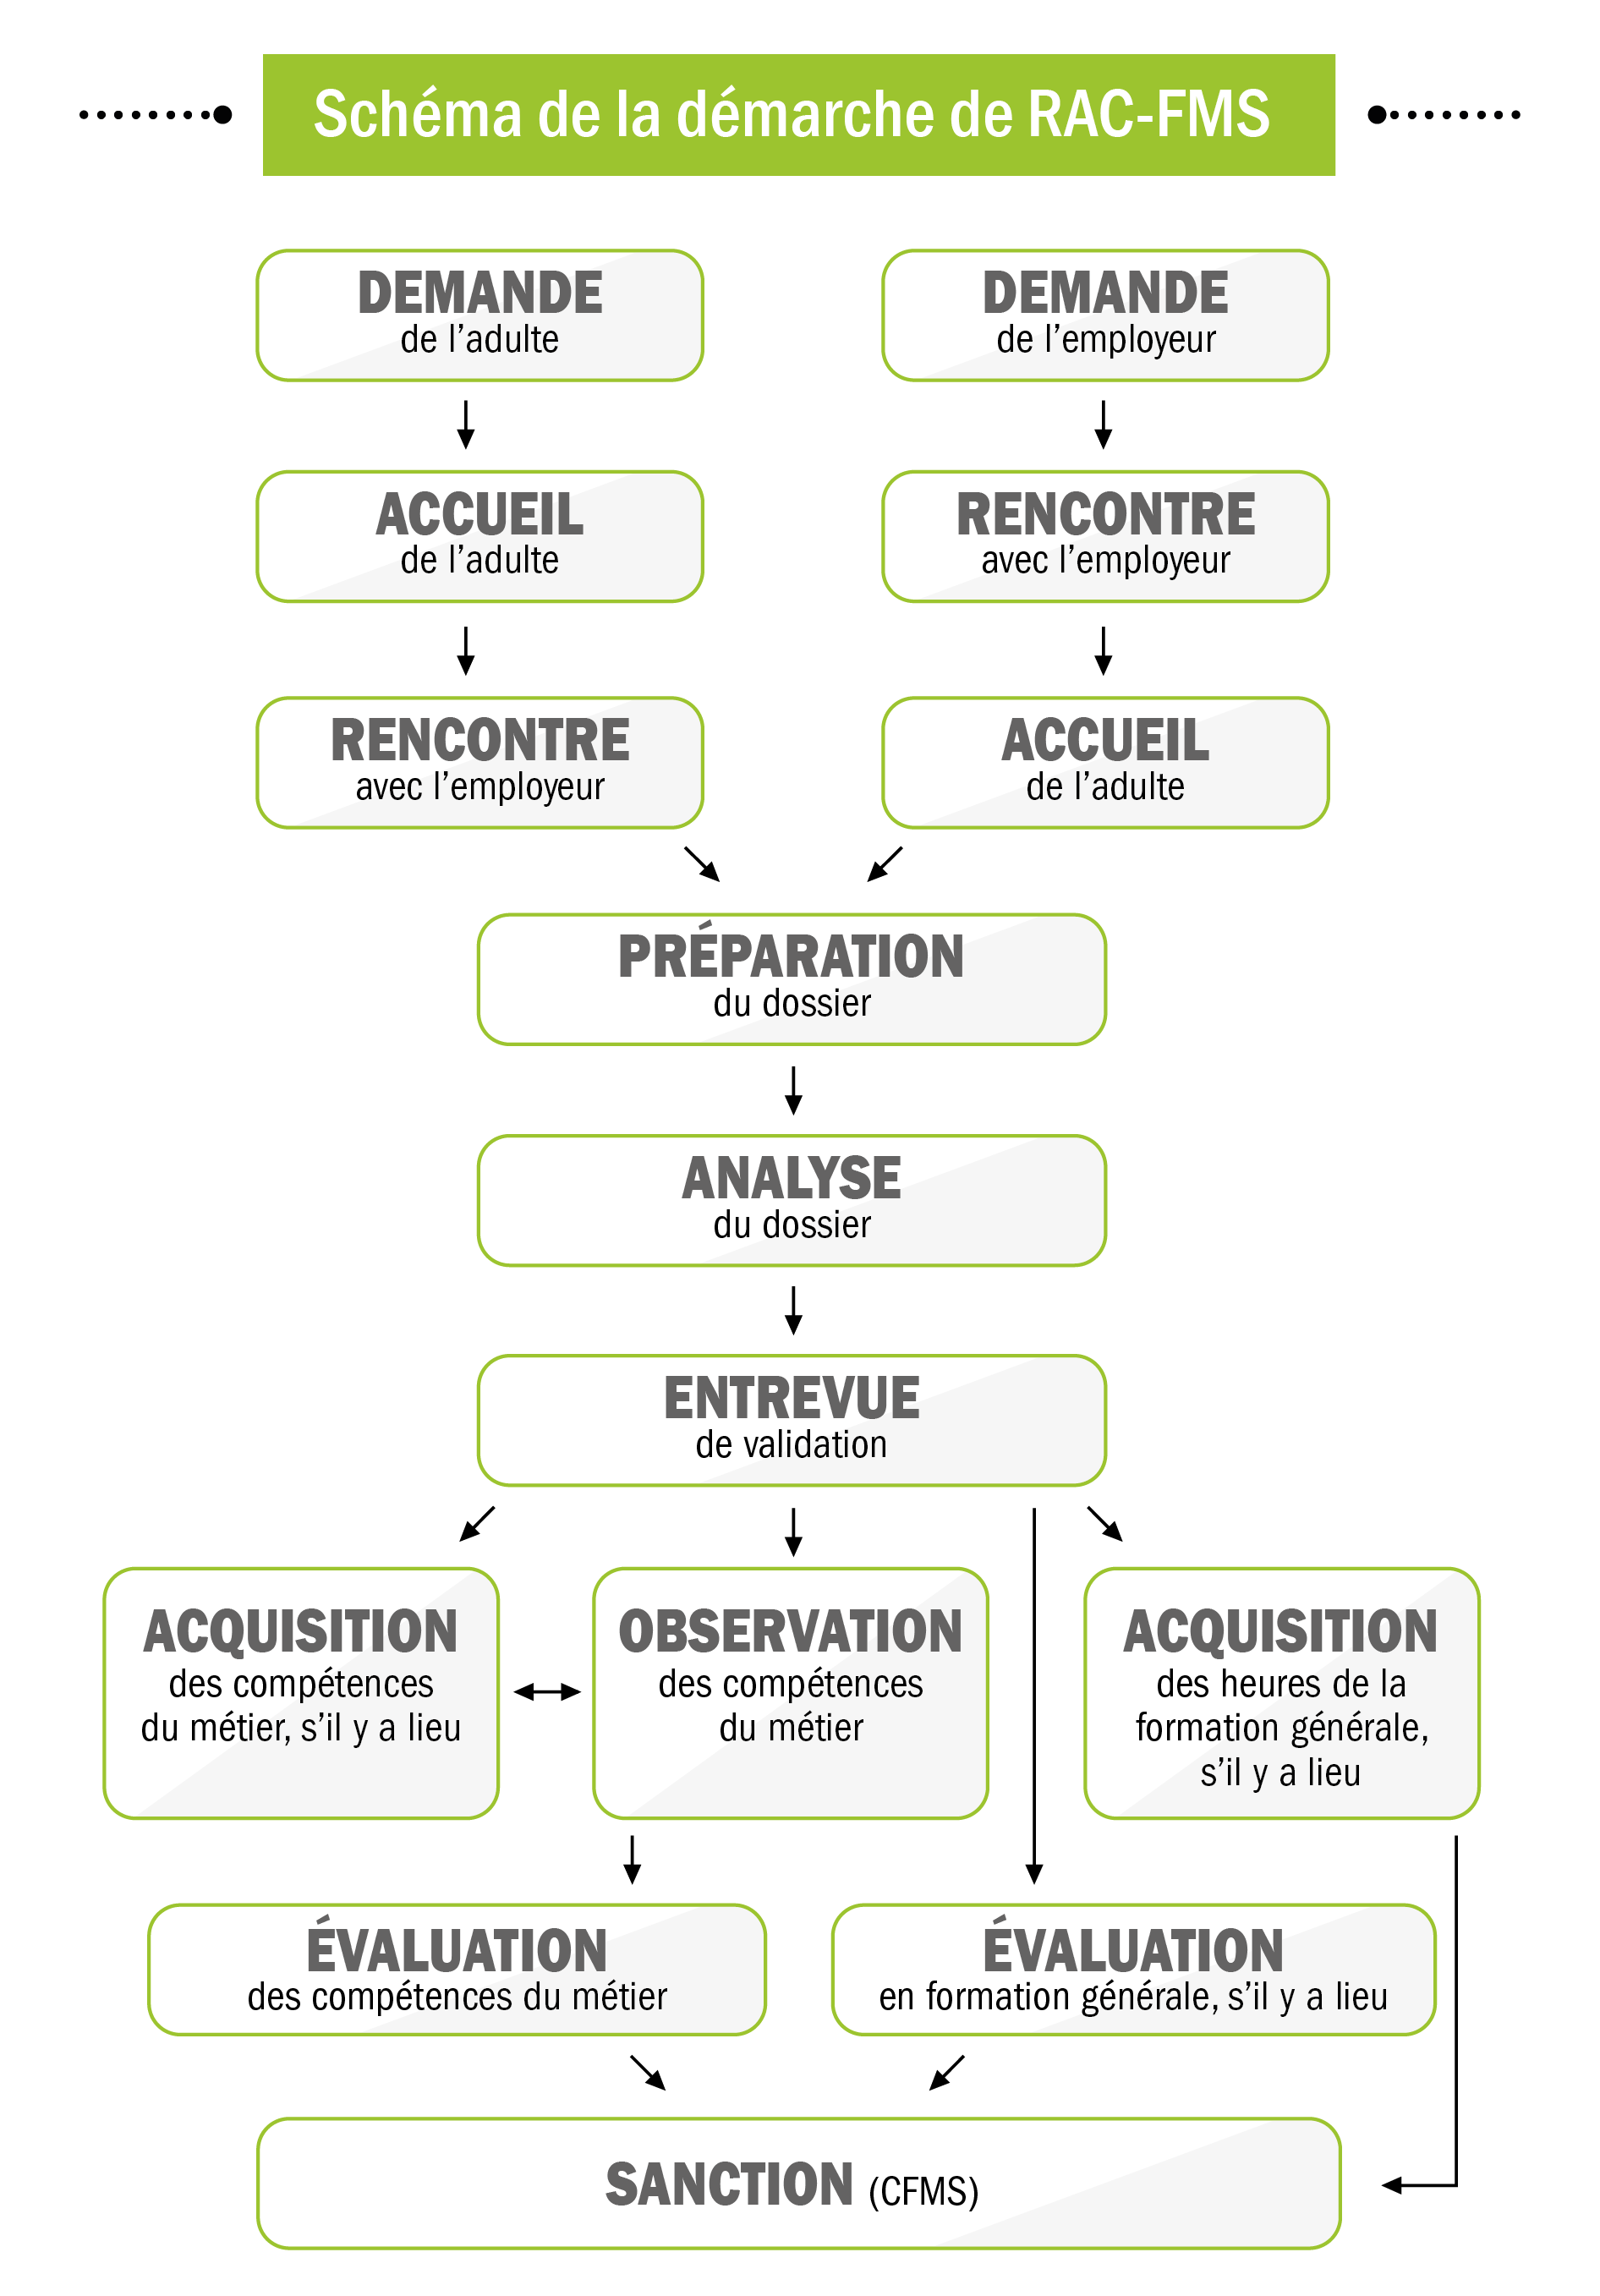 Schéma de la démarche de RAC-FMS
DEMANDE
de l’adulte
DEMANDE
de l’employeur
ACCUEIL
de l’adulte
RENCONTRE
avec l’employeur
RENCONTRE
avec l’employeur
ACCUEIL
de l’adulte
PRÉPARATION
du dossier
ANALYSE
du dossier
ENTREVUE
de validation
ACQUISITION
des compétences
du métier, s’il y a lieu
OBSERVATION
des compétences
du métier
ACQUISITION
des heures de la
formation générale,
s’il y a lieu
ÉVALUATION
des compétences du métier
ÉVALUATION
en formation générale, s’il y a lieu
SANCTION (CFMS)